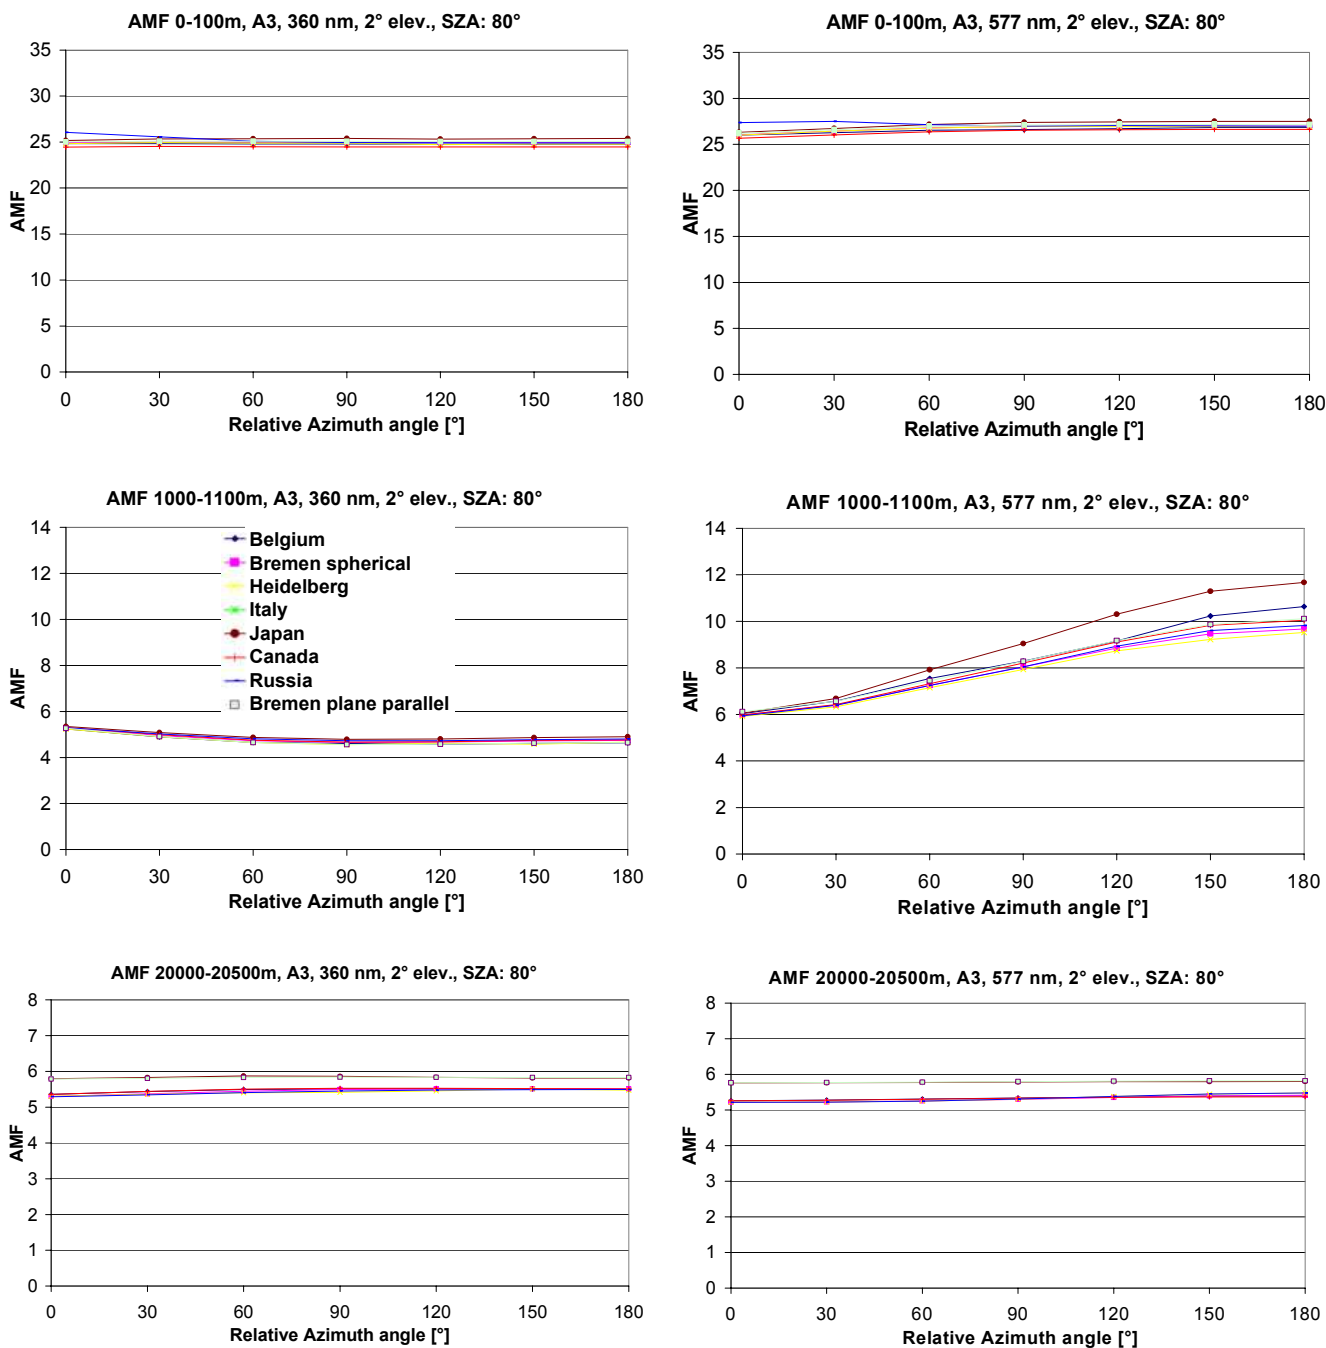 AMF 0-100m, A3, 360 nm, 2° elev., SZA: 80°
35
30
25
20
15
10
5
0
AMF
0 30 60 90 120 150 180
Relative Azimuth angle [°]
AMF 0-100m, A3, 577 nm, 2° elev., SZA: 80°
35
30
25
20
15
10
5
0
AMF
0 30 60 90 120 150 180
Relative Azimuth angle [°]
AMF 1000-1100m, A3, 360 nm, 2° elev., SZA: 80°
14
12
10
8
6
4
2
0
AMF
Belgium
Bremen spherical
Heidelberg
Italy
Japan
Canada
Russia
Bremen plane parallel
0 30 60 90 120 150 180
Relative Azimuth angle [°]
AMF 1000-1100m, A3, 577 nm, 2° elev., SZA: 80°
14
12
10
8
6
4
2
0
AMF
0 30 60 90 120 150 180
Relative Azimuth angle [°]
AMF 20000-20500m, A3, 360 nm, 2° elev., SZA: 80°
8
7
6
5
4
3
2
1
0
AMF
0 30 60 90 120 150 180
Relative Azimuth angle [°]
AMF 20000-20500m, A3, 577 nm, 2° elev., SZA: 80°
8
7
6
5
4
3
2
1
0
AMF
0 30 60 90 120 150 180
Relative Azimuth angle [°]